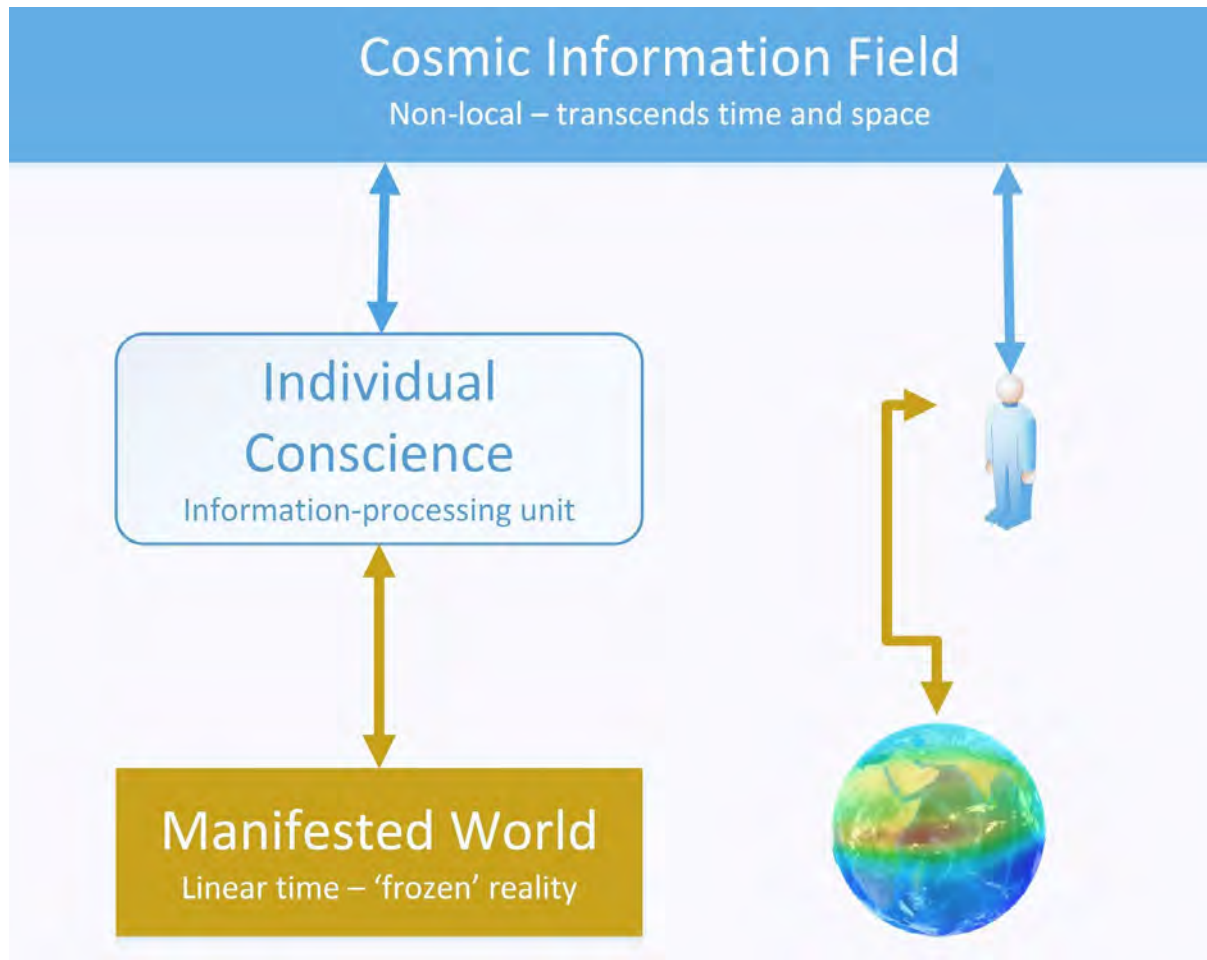 Cosmic Information Field
Non-local – transcends time and space
Individual
Conscience
Information-processing unit
Manifested World
Linear time – ‘frozen’ reality